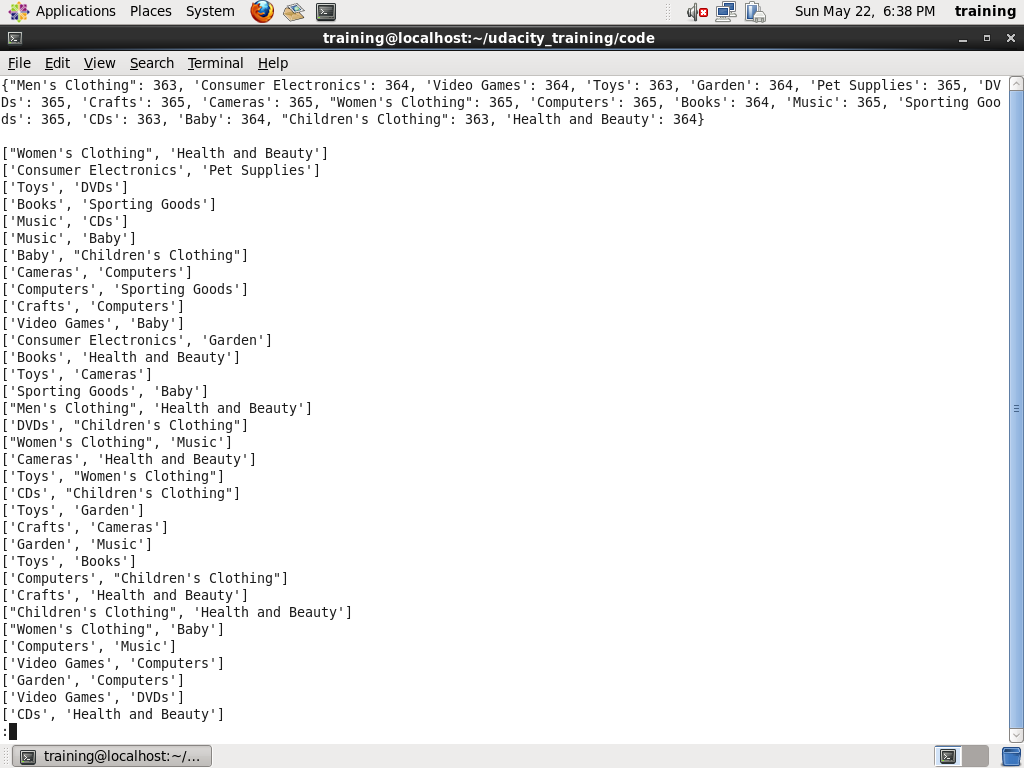 Applications Places System Sun May 22, 6:38 PM training
training@localhost:~/udacity_training/code
File Edit View Search Terminal Help
{"Men's Clothing": 363, 'Consumer Electronics': 364, 'Video Games': 364, 'Toys': 363, 'Garden': 364, 'Pet Supplies': 365, 'DV
Ds': 365, 'Crafts': 365, 'Cameras': 365, "Women's Clothing": 365, 'Computers': 365, 'Books': 364, 'Music': 365, 'Sporting Goo
ds': 365, 'CDs': 363, 'Baby': 364, "Children's Clothing": 363, 'Health and Beauty': 364}
["Women's Clothing", 'Health and Beauty']
['Consumer Electronics', 'Pet Supplies']
['Toys', 'DVDs']
['Books', 'Sporting Goods']
['Music', 'CDs']
['Music', 'Baby']
['Baby', "Children's Clothing"]
['Cameras', 'Computers']
['Computers', 'Sporting Goods']
['Crafts', 'Computers']
['Video Games', 'Baby']
['Consumer Electronics', 'Garden']
['Books', 'Health and Beauty']
['Toys', 'Cameras']
['Sporting Goods', 'Baby']
["Men's Clothing", 'Health and Beauty']
['DVDs', "Children's Clothing"]
["Women's Clothing", 'Music']
['Cameras', 'Health and Beauty']
['Toys', "Women's Clothing"]
['CDs', "Children's Clothing"]
['Toys', 'Garden']
['Crafts', 'Cameras']
['Garden', 'Music']
['Toys', 'Books']
['Computers', "Children's Clothing"]
['Crafts', 'Health and Beauty']
["Children's Clothing", 'Health and Beauty']
["Women's Clothing", 'Baby']
['Computers', 'Music']
['Video Games', 'Computers']
['Garden', 'Computers']
['Video Games', 'DVDs']
['CDs', 'Health and Beauty']
:
training@localhost:~/...